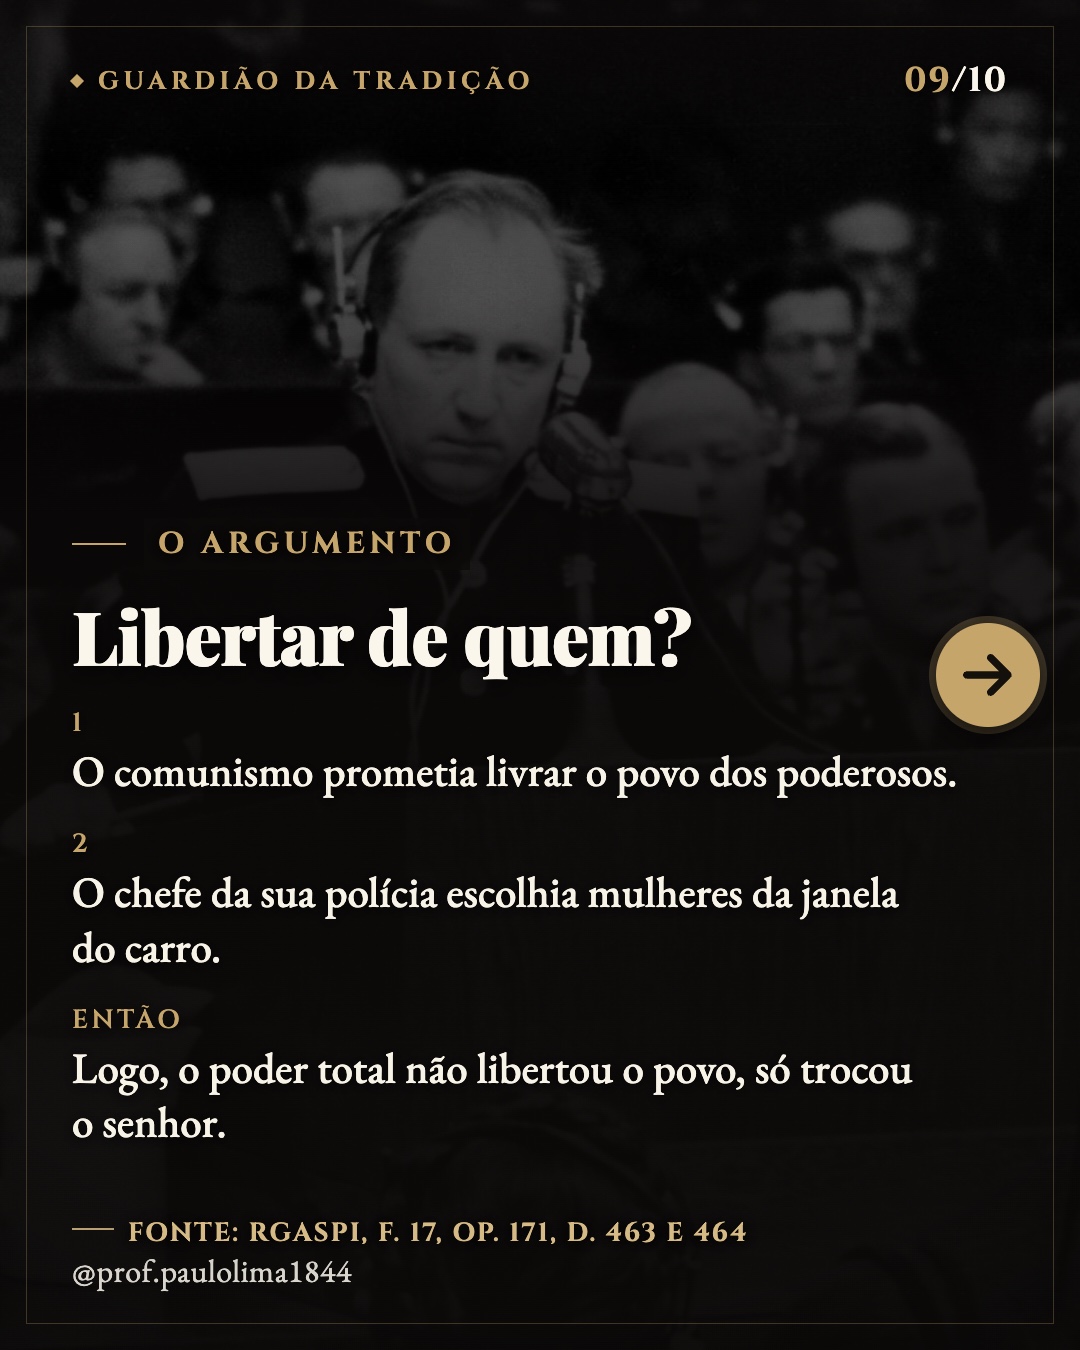 GUARDIÃO DA TRADIÇÃO
09/10
O ARGUMENTO
Libertar de quem?
1
O comunismo prometia livrar o povo dos poderosos.
2
O chefe da sua polícia escolhia mulheres da janela
do carro.
ENTÃO
Logo, o poder total não libertou o povo, só trocou
o senhor.
FONTE: RGASPI, F. 17, OP. 171, D. 463 E 464
@prof.paulolima1844